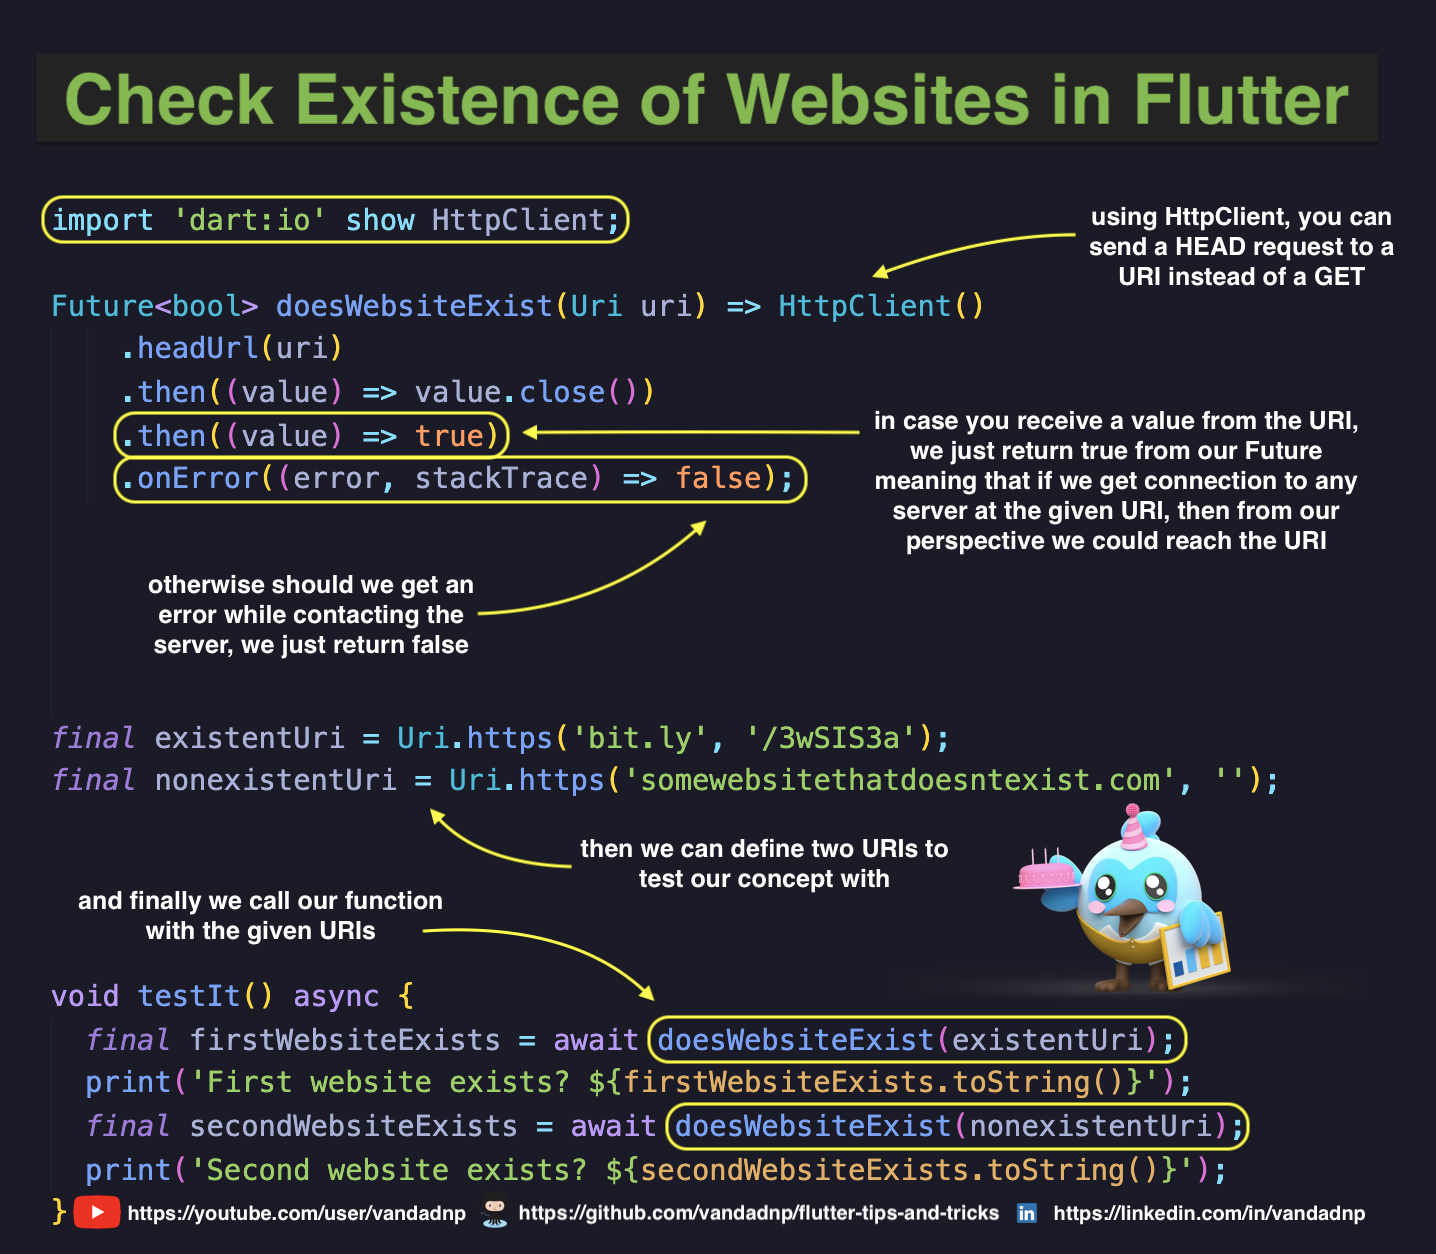 Check Existence of Websites in Flutter
import 'dart:io' show HttpClient;
using HttpClient, you can
send a HEAD request to a
URI instead of a GET
Future<bool> doesWebsiteExist(Uri uri) => HttpClient()
.headUrl(uri)
.then((value) => value.close())
.then((value) => true)
.onError((error, stackTrace) => false);
in case you receive a value from the URI,
we just return true from our Future
meaning that if we get connection to any
server at the given URI, then from our
perspective we could reach the URI
otherwise should we get an
error while contacting the
server, we just return false
final existentUri = Uri.https('bit.ly', '/3wSIS3a');
final nonexistentUri = Uri.https('somewebsitethatdoesntexist.com', '');
then we can define two URIs to
test our concept with
and finally we call our function
with the given URIs
void testIt() async {
final firstWebsiteExists = await doesWebsiteExist(existentUri);
print('First website exists? ${firstWebsiteExists.toString()}');
final secondWebsiteExists = await doesWebsiteExist(nonexistentUri);
print('Second website exists? ${secondWebsiteExists.toString()}');
}
https://youtube.com/user/vandadnp
https://github.com/vandadnp/flutter-tips-and-tricks
in
https://linkedin.com/in/vandadnp